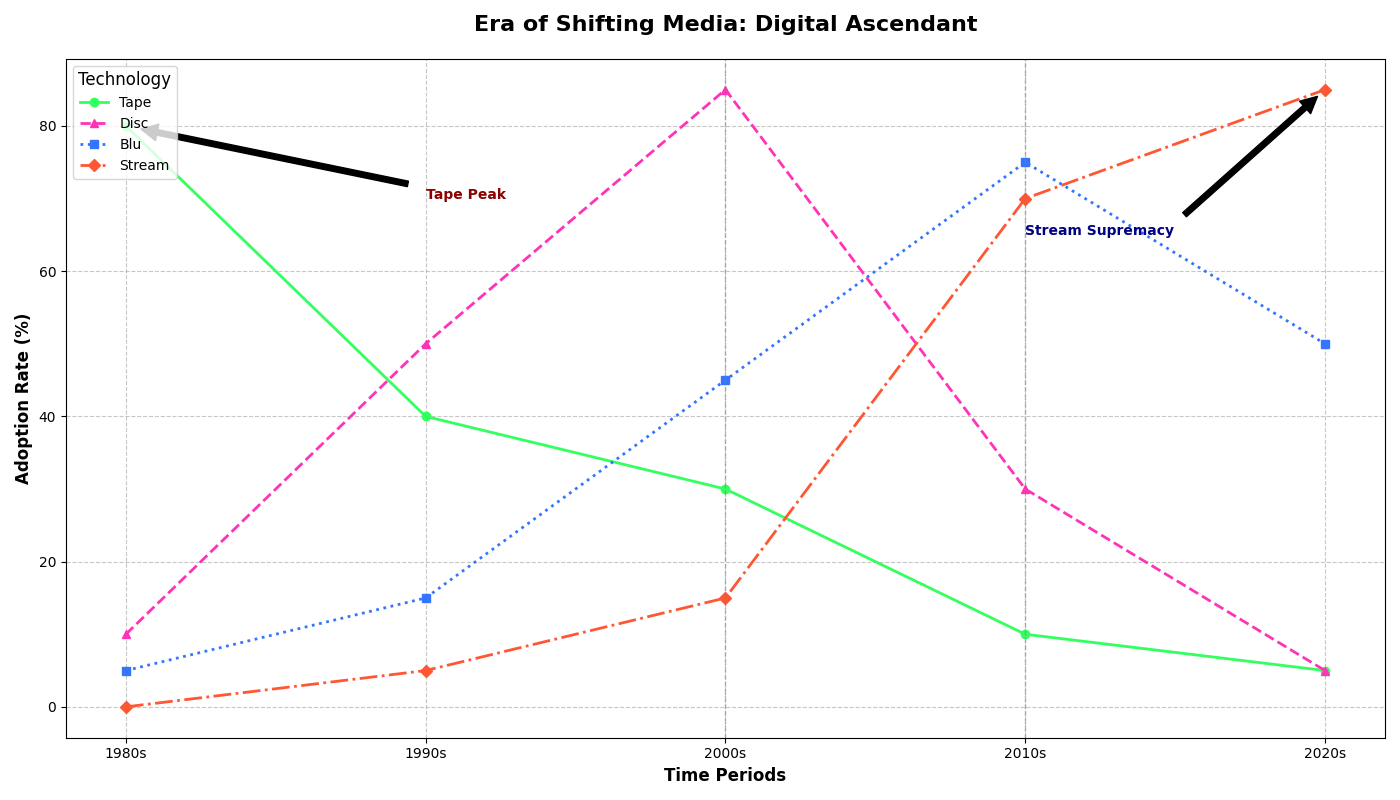 Era of Shifting Media: Digital Ascendant
Technology
Tape
Disc
Blu
Stream
Tape Peak
Stream Supremacy
Adoption Rate (%)
80
60
40
20
0
1980s 1990s 2000s 2010s 2020s
Time Periods